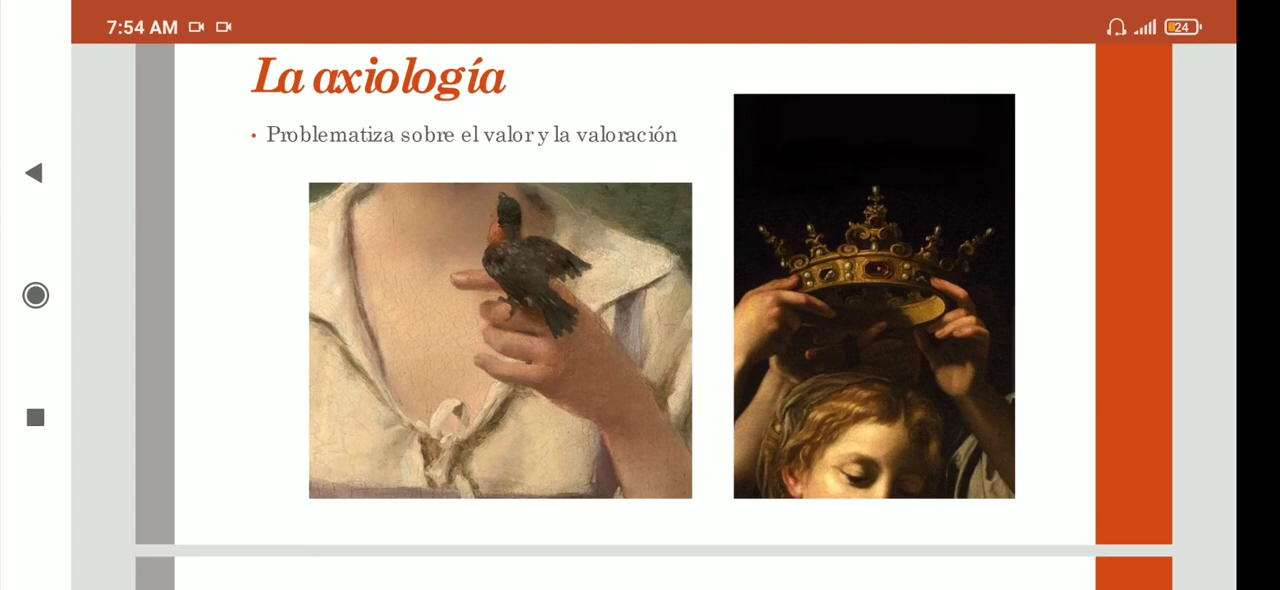 7:54 AM
24
La axiología
• Problematiza sobre el valor y la valoración